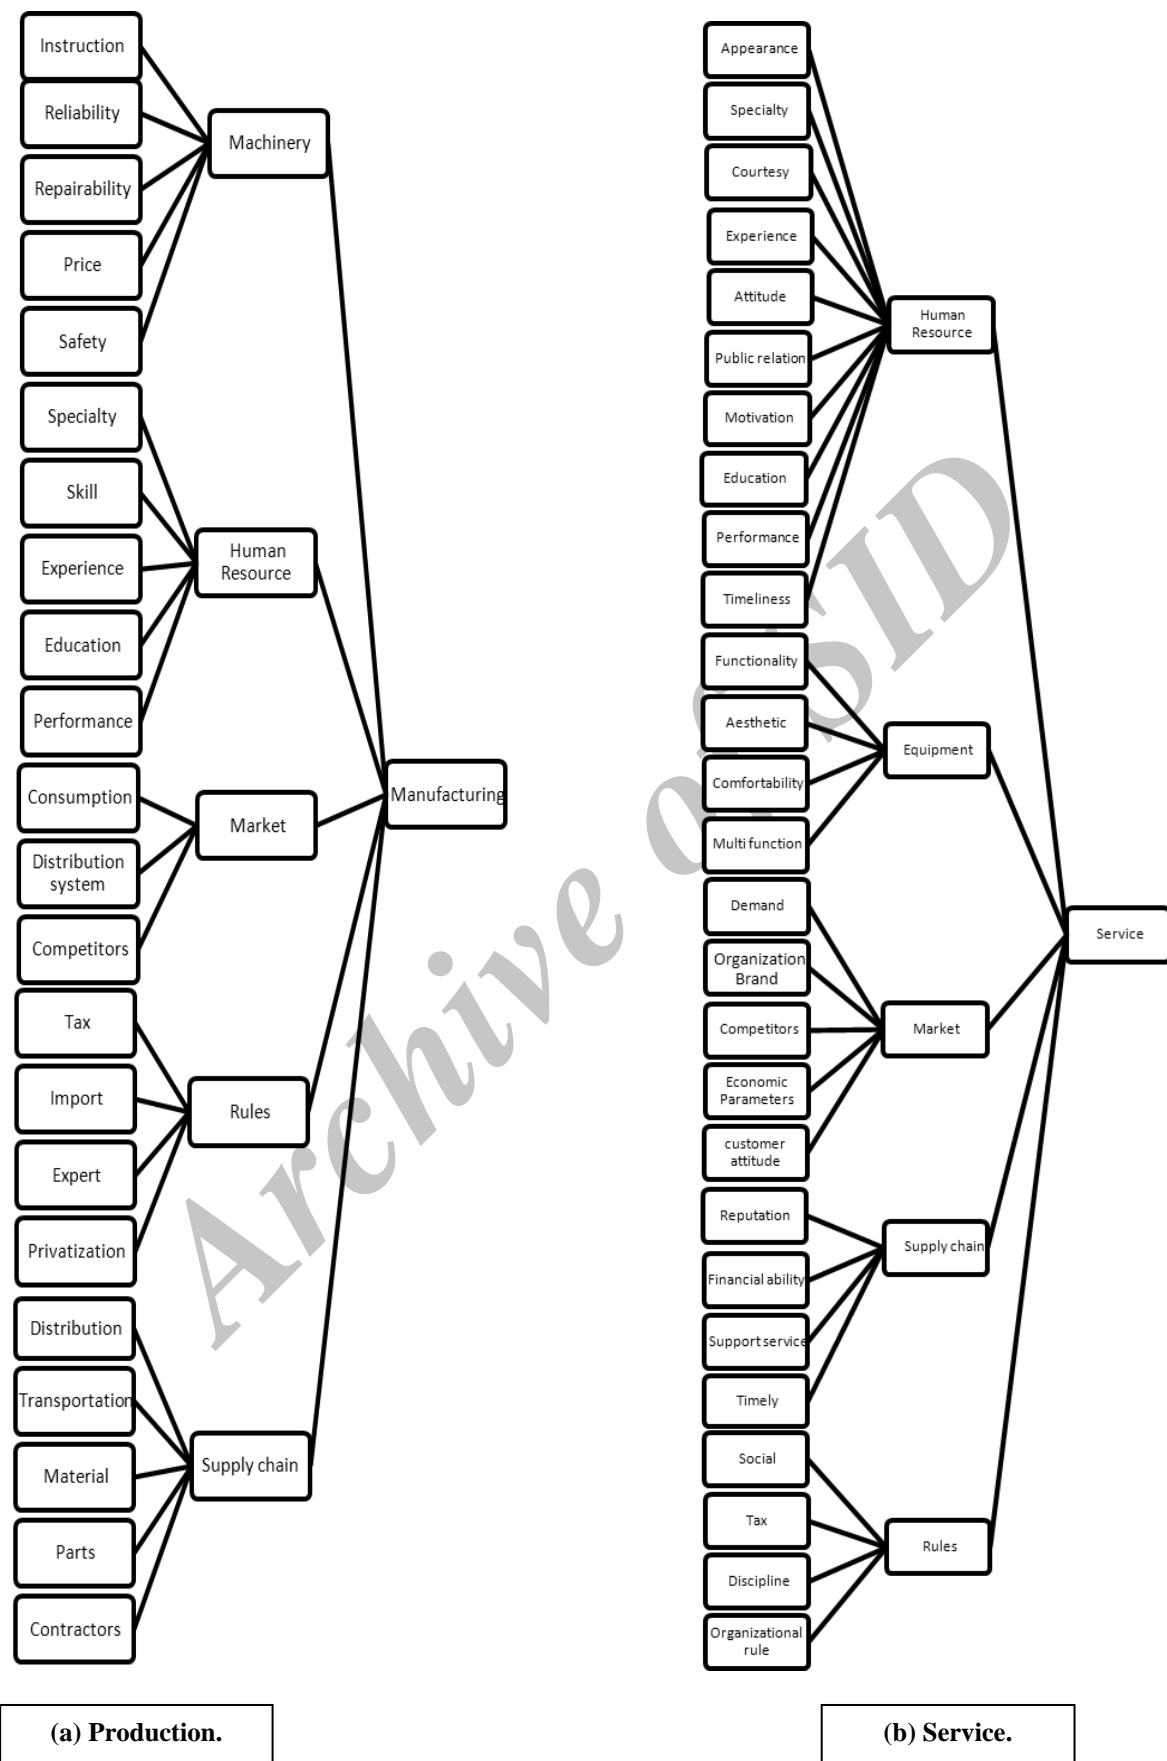 Instruction
Reliability
Repairability
Price
Safety
Machinery
Specialty
Skill
Experience
Education
Performance
Human
Resource
Consumption
Distribution
system
Competitors
Market
Tax
Import
Expert
Privatization
Rules
Distribution
Transportation
Material
Parts
Contractors
Supply chain
Manufacturing
(a) Production.
Appearance
Specialty
Courtesy
Experience
Attitude
Public relation
Motivation
Education
Performance
Timeliness
Human
Resource
Functionality
Aesthetic
Comfortability
Multi function
Equipment
Demand
Organization
Brand
Competitors
Economic
Parameters
customer
attitude
Market
Reputation
Financial ability
Support service
Timely
Supply chain
Social
Tax
Discipline
Organizational
rule
Rules
Service
(b) Service.
Archive of SID